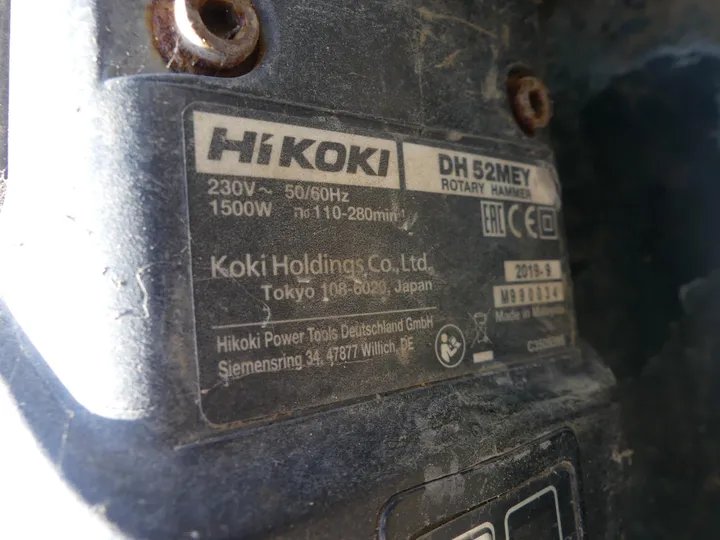 HiKOKI
DH 52MEY
ROTARY HAMMER
230V~ 50/60Hz
1500W n₀ 110-280min⁻¹
EAC CE
Koki Holdings Co., Ltd.
Tokyo 108-6020, Japan
2019-9
M990034
Made in Malaysia
Hikoki Power Tools Deutschland GmbH
Siemensring 34, 47877 Willich, DE